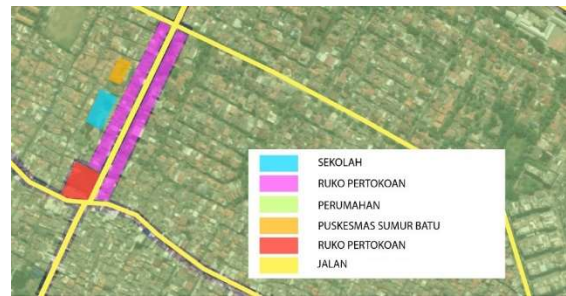 SEKOLAH
RUKO PERTOKOAN
PERUMAHAN
PUSKESMAS SUMUR BATU
RUKO PERTOKOAN
JALAN